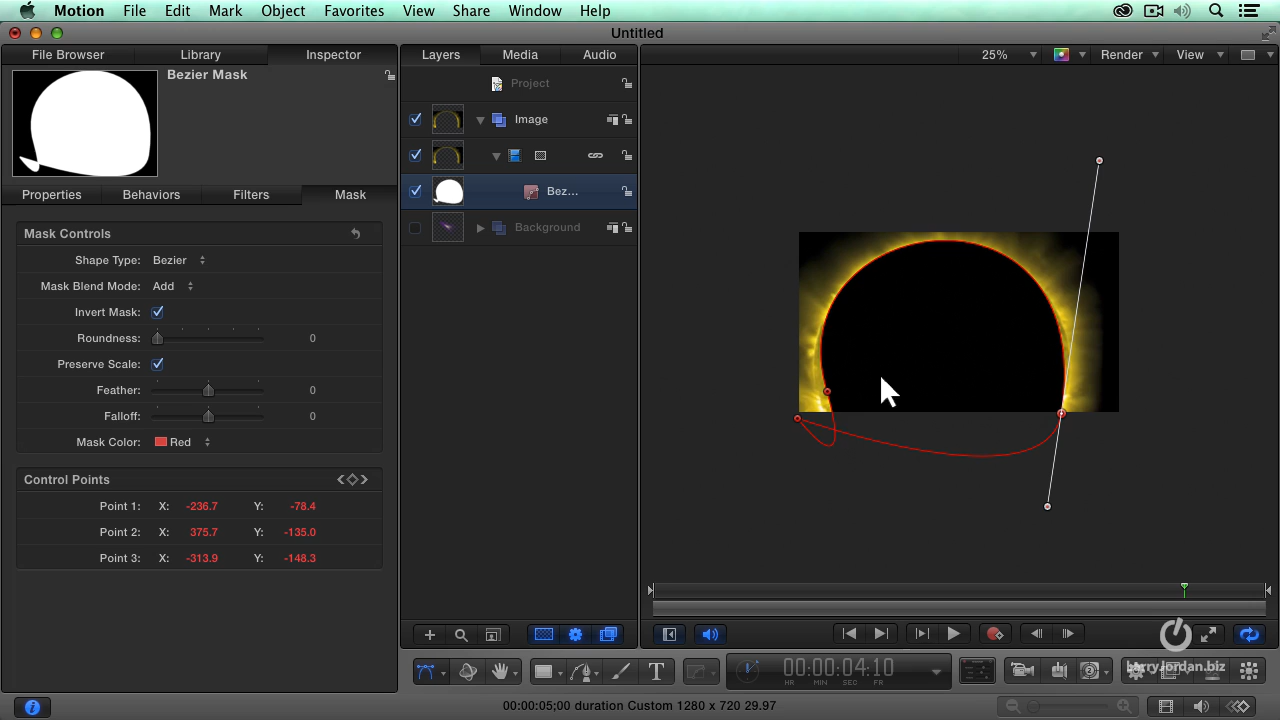 Motion File Edit Mark Object Favorites View Share Window Help
Untitled
File Browser Library Inspector Layers Media Audio 25% Render View
Bezier Mask
Project
Image
Properties Behaviors Filters Mask Bez...
Background
Mask Controls
Shape Type: Bezier
Mask Blend Mode: Add
Invert Mask:
Roundness: 0
Preserve Scale:
Feather: 0
Falloff: 0
Mask Color: Red
Control Points
Point 1: X: -236.7 Y: -78.4
Point 2: X: 375.7 Y: -135.0
Point 3: X: -313.9 Y: -148.3
T 00:00:04:10
HR MIN SEC FR
00:00:05;00 duration Custom 1280 x 720 29.97